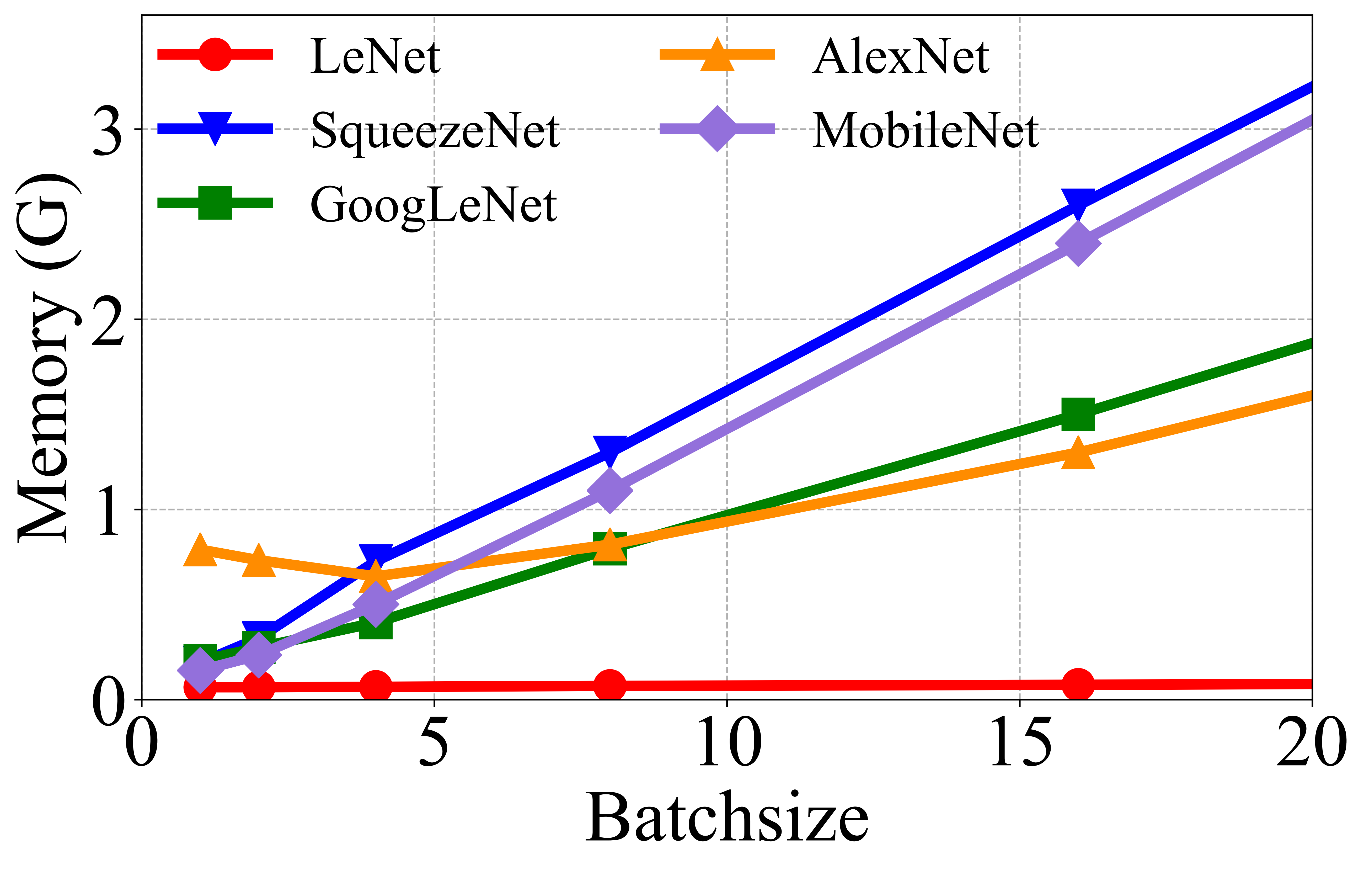 LeNet
SqueezeNet
GoogLeNet
AlexNet
MobileNet
Memory (G)
3
2
1
0
0 5 10 15 20
Batchsize